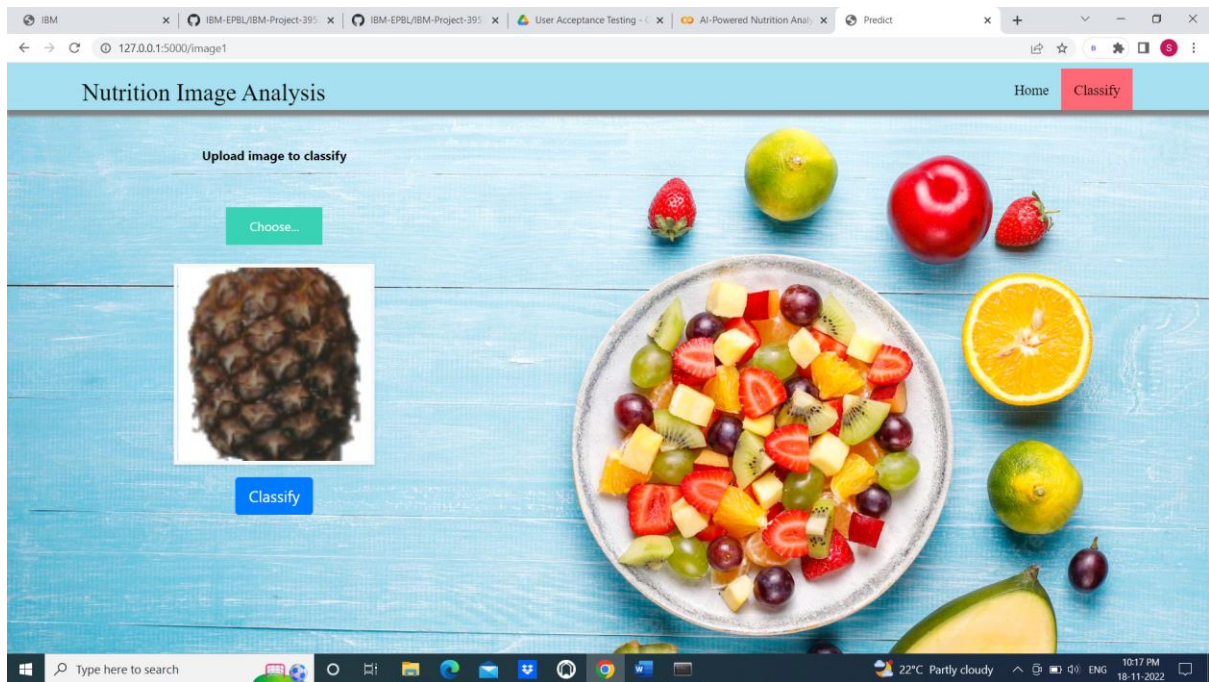 IBM
IBM-EPBL/IBM-Project-395
IBM-EPBL/IBM-Project-395
User Acceptance Testing -
AI-Powered Nutrition Analy
Predict
127.0.0.1:5000/image1
S
Nutrition Image Analysis
Home
Classify
Upload image to classify
Choose...
Classify
Type here to search
22°C Partly cloudy
ENG
10:17 PM
18-11-2022